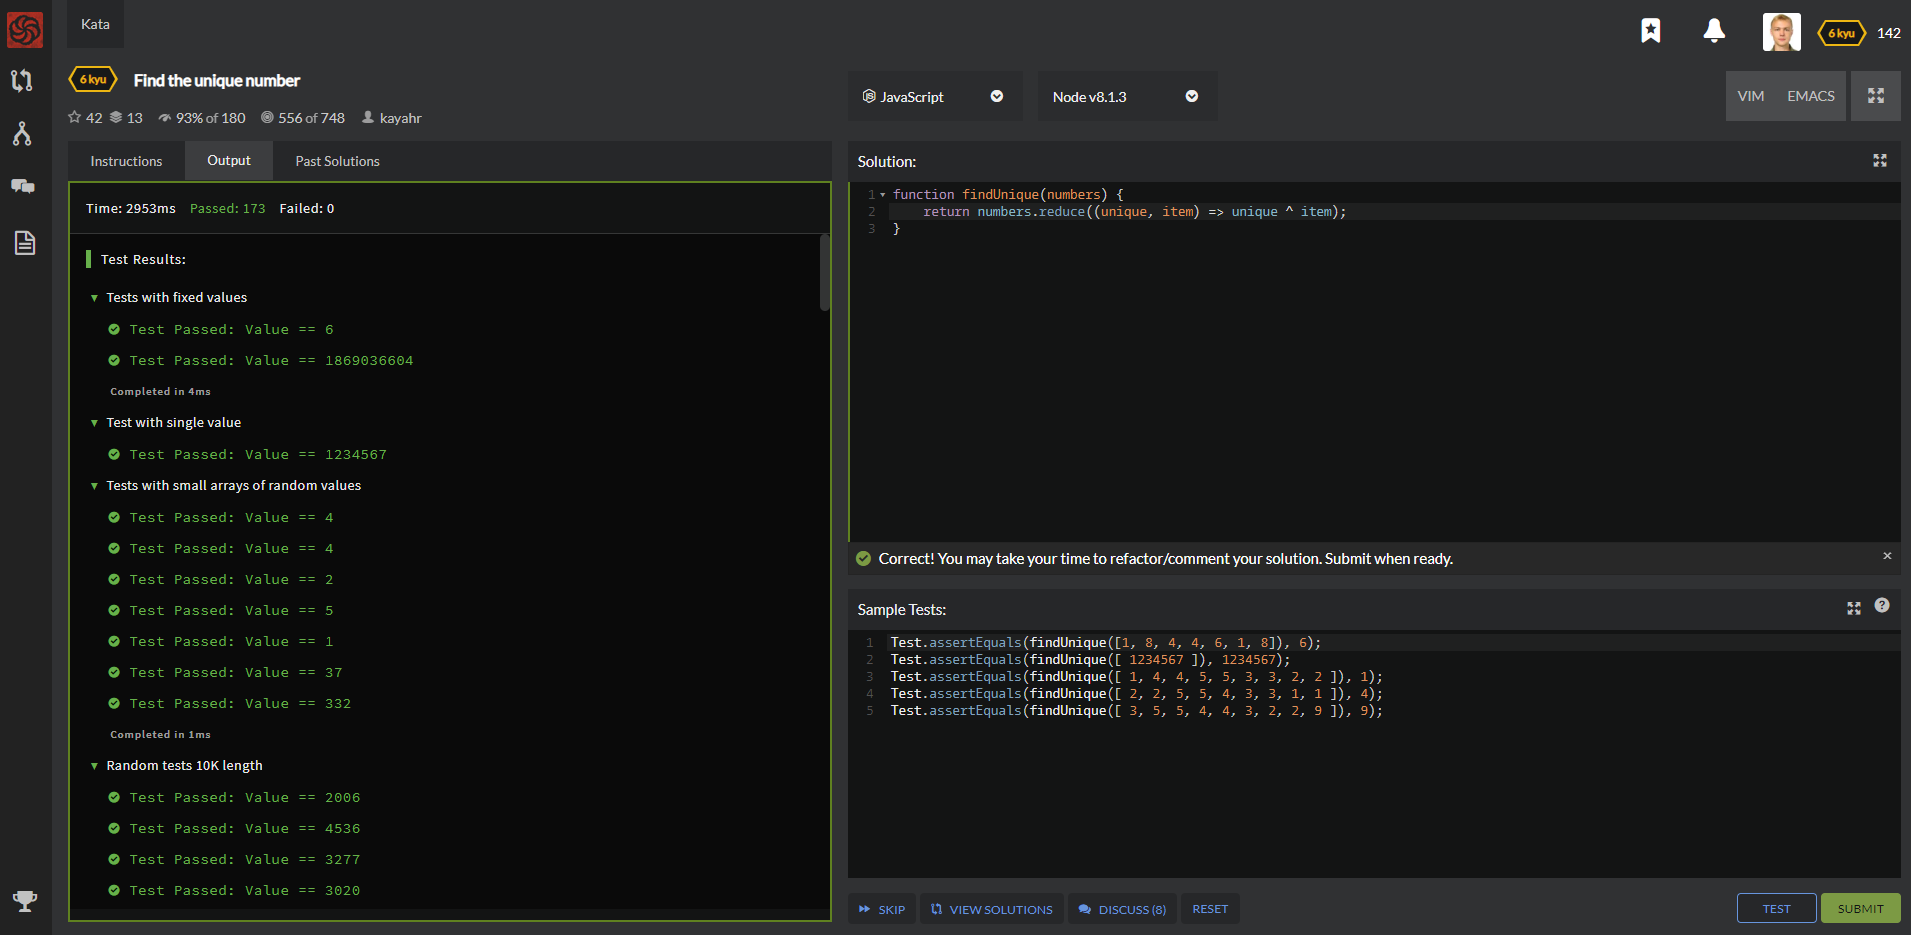 Kata
6 kyu 142
6 kyu Find the unique number
42 13 93% of 180 556 of 748 kayahr
JavaScript
Node v8.1.3
VIM EMACS
Instructions Output Past Solutions
Time: 2953ms Passed: 173 Failed: 0
Test Results:
Tests with fixed values
Test Passed: Value == 6
Test Passed: Value == 1869036604
Completed in 4ms
Test with single value
Test Passed: Value == 1234567
Tests with small arrays of random values
Test Passed: Value == 4
Test Passed: Value == 4
Test Passed: Value == 2
Test Passed: Value == 5
Test Passed: Value == 1
Test Passed: Value == 37
Test Passed: Value == 332
Completed in 1ms
Random tests 10K length
Test Passed: Value == 2006
Test Passed: Value == 4536
Test Passed: Value == 3277
Test Passed: Value == 3020
Solution:
1 function findUnique(numbers) {
2 return numbers.reduce((unique, item) => unique ^ item);
3 }
Correct! You may take your time to refactor/comment your solution. Submit when ready.
Sample Tests:
1 Test.assertEquals(findUnique([1, 8, 4, 4, 6, 1, 8]), 6);
2 Test.assertEquals(findUnique([ 1234567 ]), 1234567);
3 Test.assertEquals(findUnique([ 1, 4, 4, 5, 5, 3, 3, 2, 2 ]), 1);
4 Test.assertEquals(findUnique([ 2, 2, 5, 5, 4, 3, 3, 1, 1 ]), 4);
5 Test.assertEquals(findUnique([ 3, 5, 5, 4, 4, 3, 2, 2, 9 ]), 9);
SKIP VIEW SOLUTIONS DISCUSS (8) RESET
TEST SUBMIT